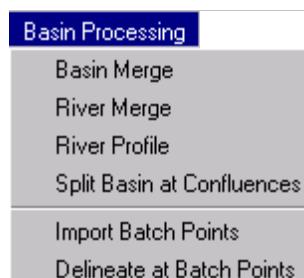 Basin Processing
Basin Merge
River Merge
River Profile
Split Basin at Confluences
Import Batch Points
Delineate at Batch Points